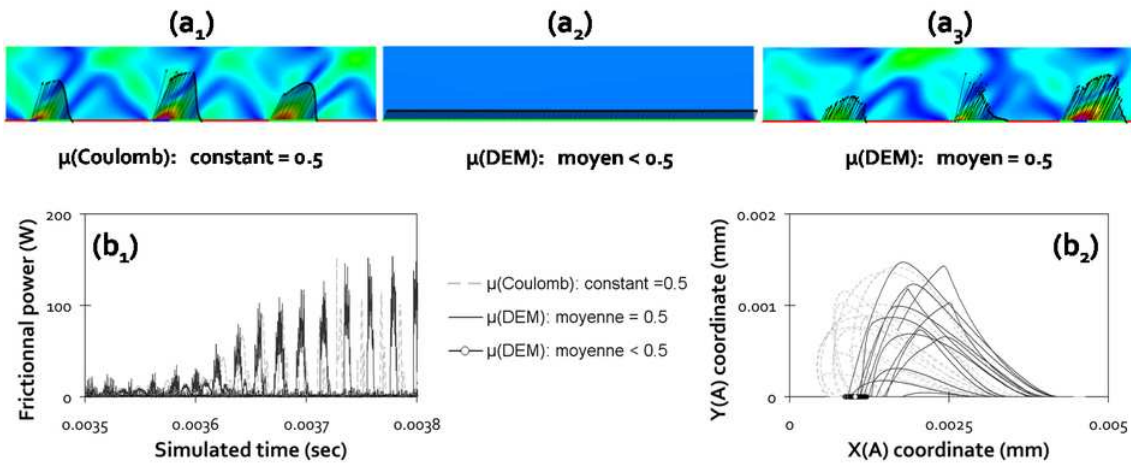 (a1) (a2) (a3)
μ(Coulomb): constant = 0.5 μ(DEM): moyen < 0.5 μ(DEM): moyen = 0.5
200
100
0
Frictionnal power (W)
(b1)
0.0035 0.0036 0.0037 0.0038
Simulated time (sec)
μ(Coulomb): constant =0.5
μ(DEM): moyenne = 0.5
μ(DEM): moyenne < 0.5
0.002
0.001
0
Y(A) coordinate (mm)
(b2)
0 0.0025 0.005
X(A) coordinate (mm)